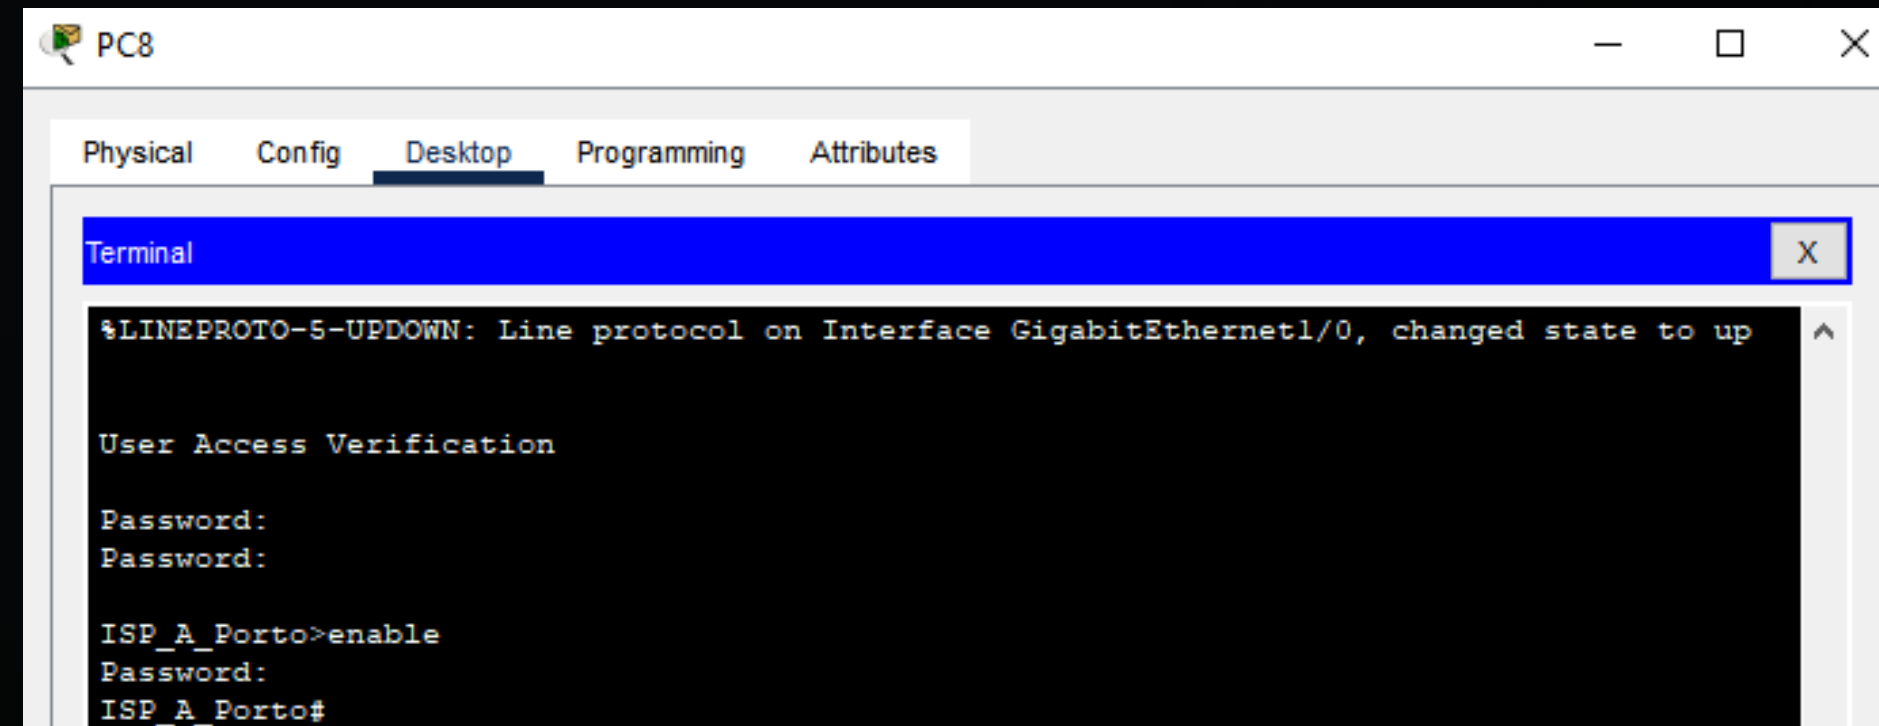 PC8
Physical Config Desktop Programming Attributes
Terminal X
%LINEPROTO-5-UPDOWN: Line protocol on Interface GigabitEthernet1/0, changed state to up
User Access Verification
Password:
Password:
ISP_A_Porto>enable
Password:
ISP_A_Porto#